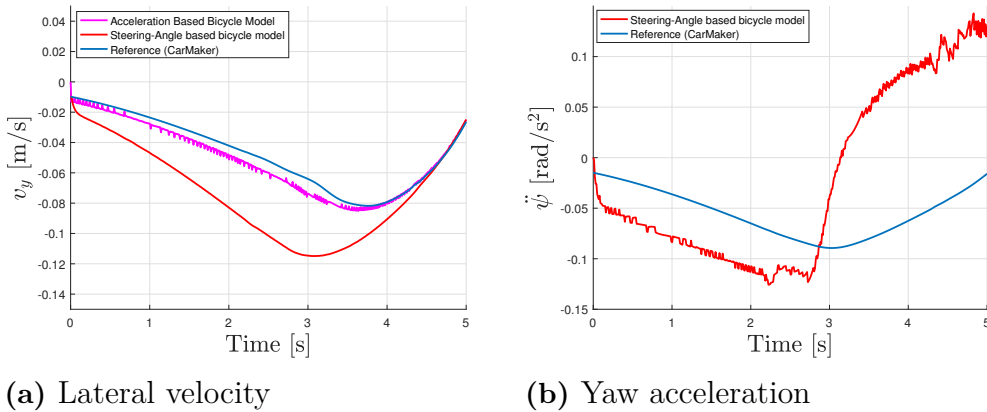 0.04
0.02
0
-0.02
-0.04
-0.06
-0.08
-0.1
-0.12
-0.14
v_y [m/s]
Acceleration Based Bicycle Model
Steering-Angle based bicycle model
Reference (CarMaker)
0 1 2 3 4 5
Time [s]
(a) Lateral velocity
0.1
0.05
0
-0.05
-0.1
-0.15
0.15
ψ̈ [rad/s²]
Steering-Angle based bicycle model
Reference (CarMaker)
0 1 2 3 4 5
Time [s]
(b) Yaw acceleration